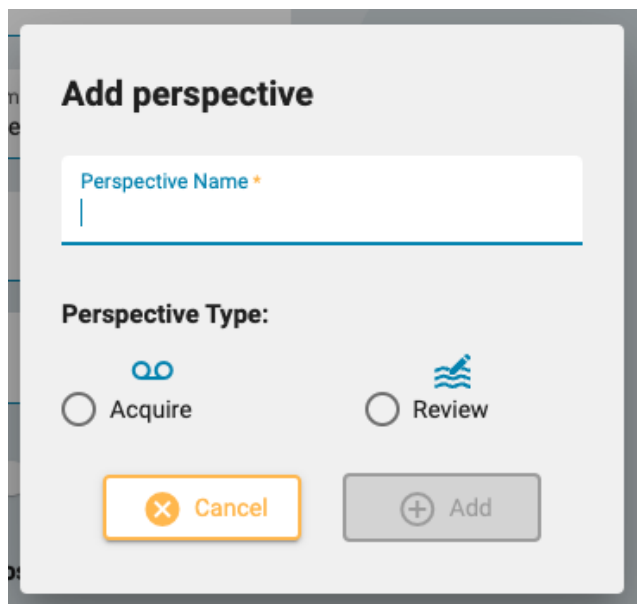 Add perspective
Perspective Name *
Perspective Type:
Acquire
Review
Cancel
Add